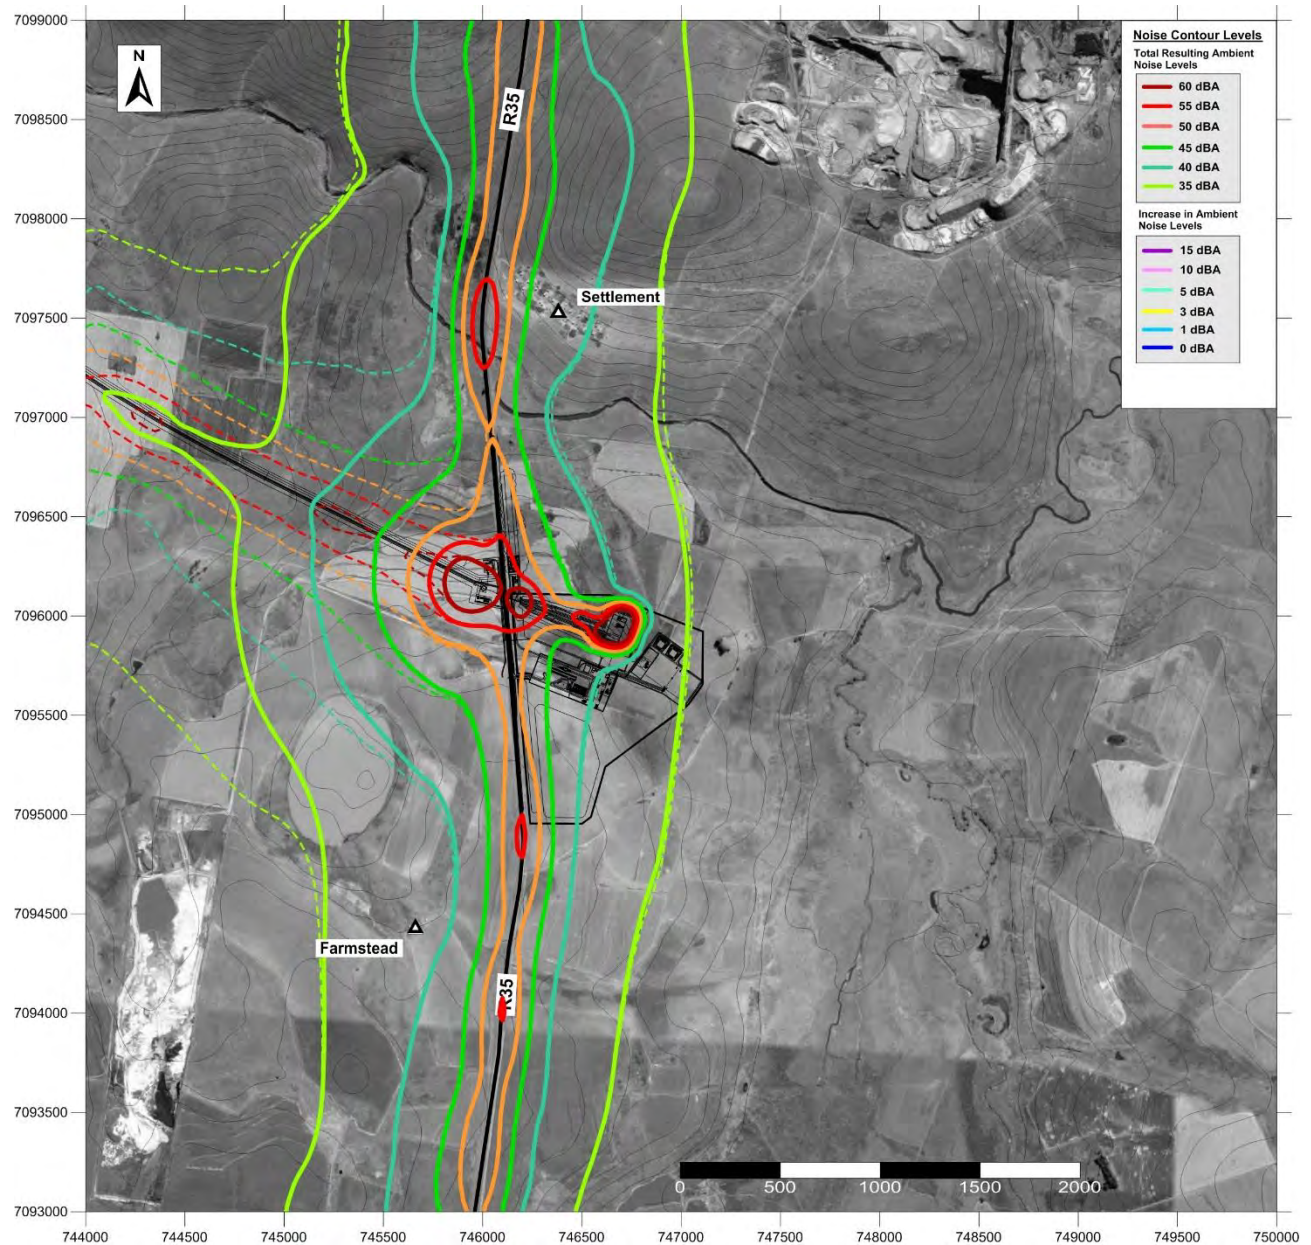 7099000
7098500
7098000
7097500
7097000
7096500
7096000
7095500
7095000
7094500
7094000
7093500
7093000
N
R35
Settlement
Farmstead
R35
Noise Contour Levels
Total Resulting Ambient
Noise Levels
60 dBA
55 dBA
50 dBA
45 dBA
40 dBA
35 dBA
Increase in Ambient
Noise Levels
15 dBA
10 dBA
5 dBA
3 dBA
1 dBA
0 dBA
0 500 1000 1500 2000
744000 744500 745000 745500 746000 746500 747000 747500 748000 748500 749000 749500 750000